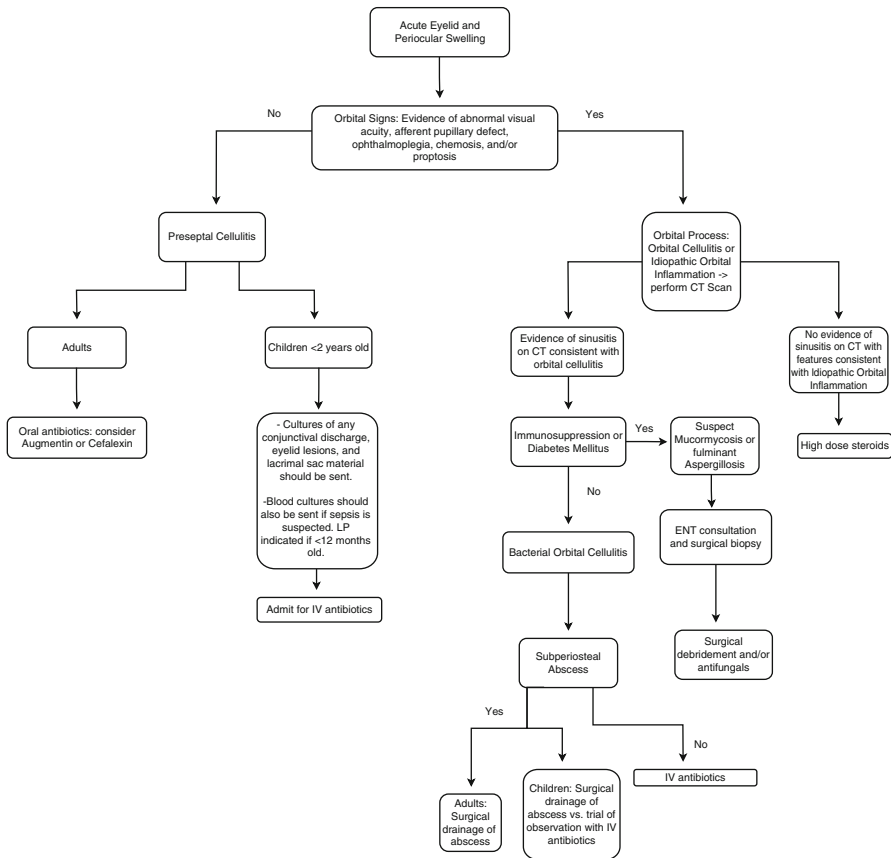 Acute Eyelid and
Periocular Swelling
No
Orbital Signs: Evidence of abnormal visual
acuity, afferent pupillary defect,
ophthalmoplegia, chemosis, and/or
proptosis
Yes
Preseptal Cellulitis
Orbital Process:
Orbital Cellulitis or
Idiopathic Orbital
Inflammation ->
perform CT Scan
Adults
Children <2 years old
Evidence of sinusitis
on CT consistent with
orbital cellulitis
No evidence of
sinusitis on CT with
features consistent
with Idiopathic Orbital
Inflammation
Oral antibiotics: consider
Augmentin or Cefalexin
- Cultures of any
conjunctival discharge,
eyelid lesions, and
lacrimal sac material
should be sent.
-Blood cultures should
also be sent if sepsis is
suspected. LP
indicated if <12 months
old.
Immunosuppression or
Diabetes Mellitus
Yes
Suspect
Mucormycosis or
fulminant
Aspergillosis
High dose steroids
No
ENT consultation
and surgical biopsy
Bacterial Orbital Cellulitis
Admit for IV antibiotics
Surgical
debridement and/or
antifungals
Subperiosteal
Abscess
Yes
No
IV antibiotics
Adults:
Surgical
drainage of
abscess
Children: Surgical
drainage of
abscess vs. trial of
observation with IV
antibiotics